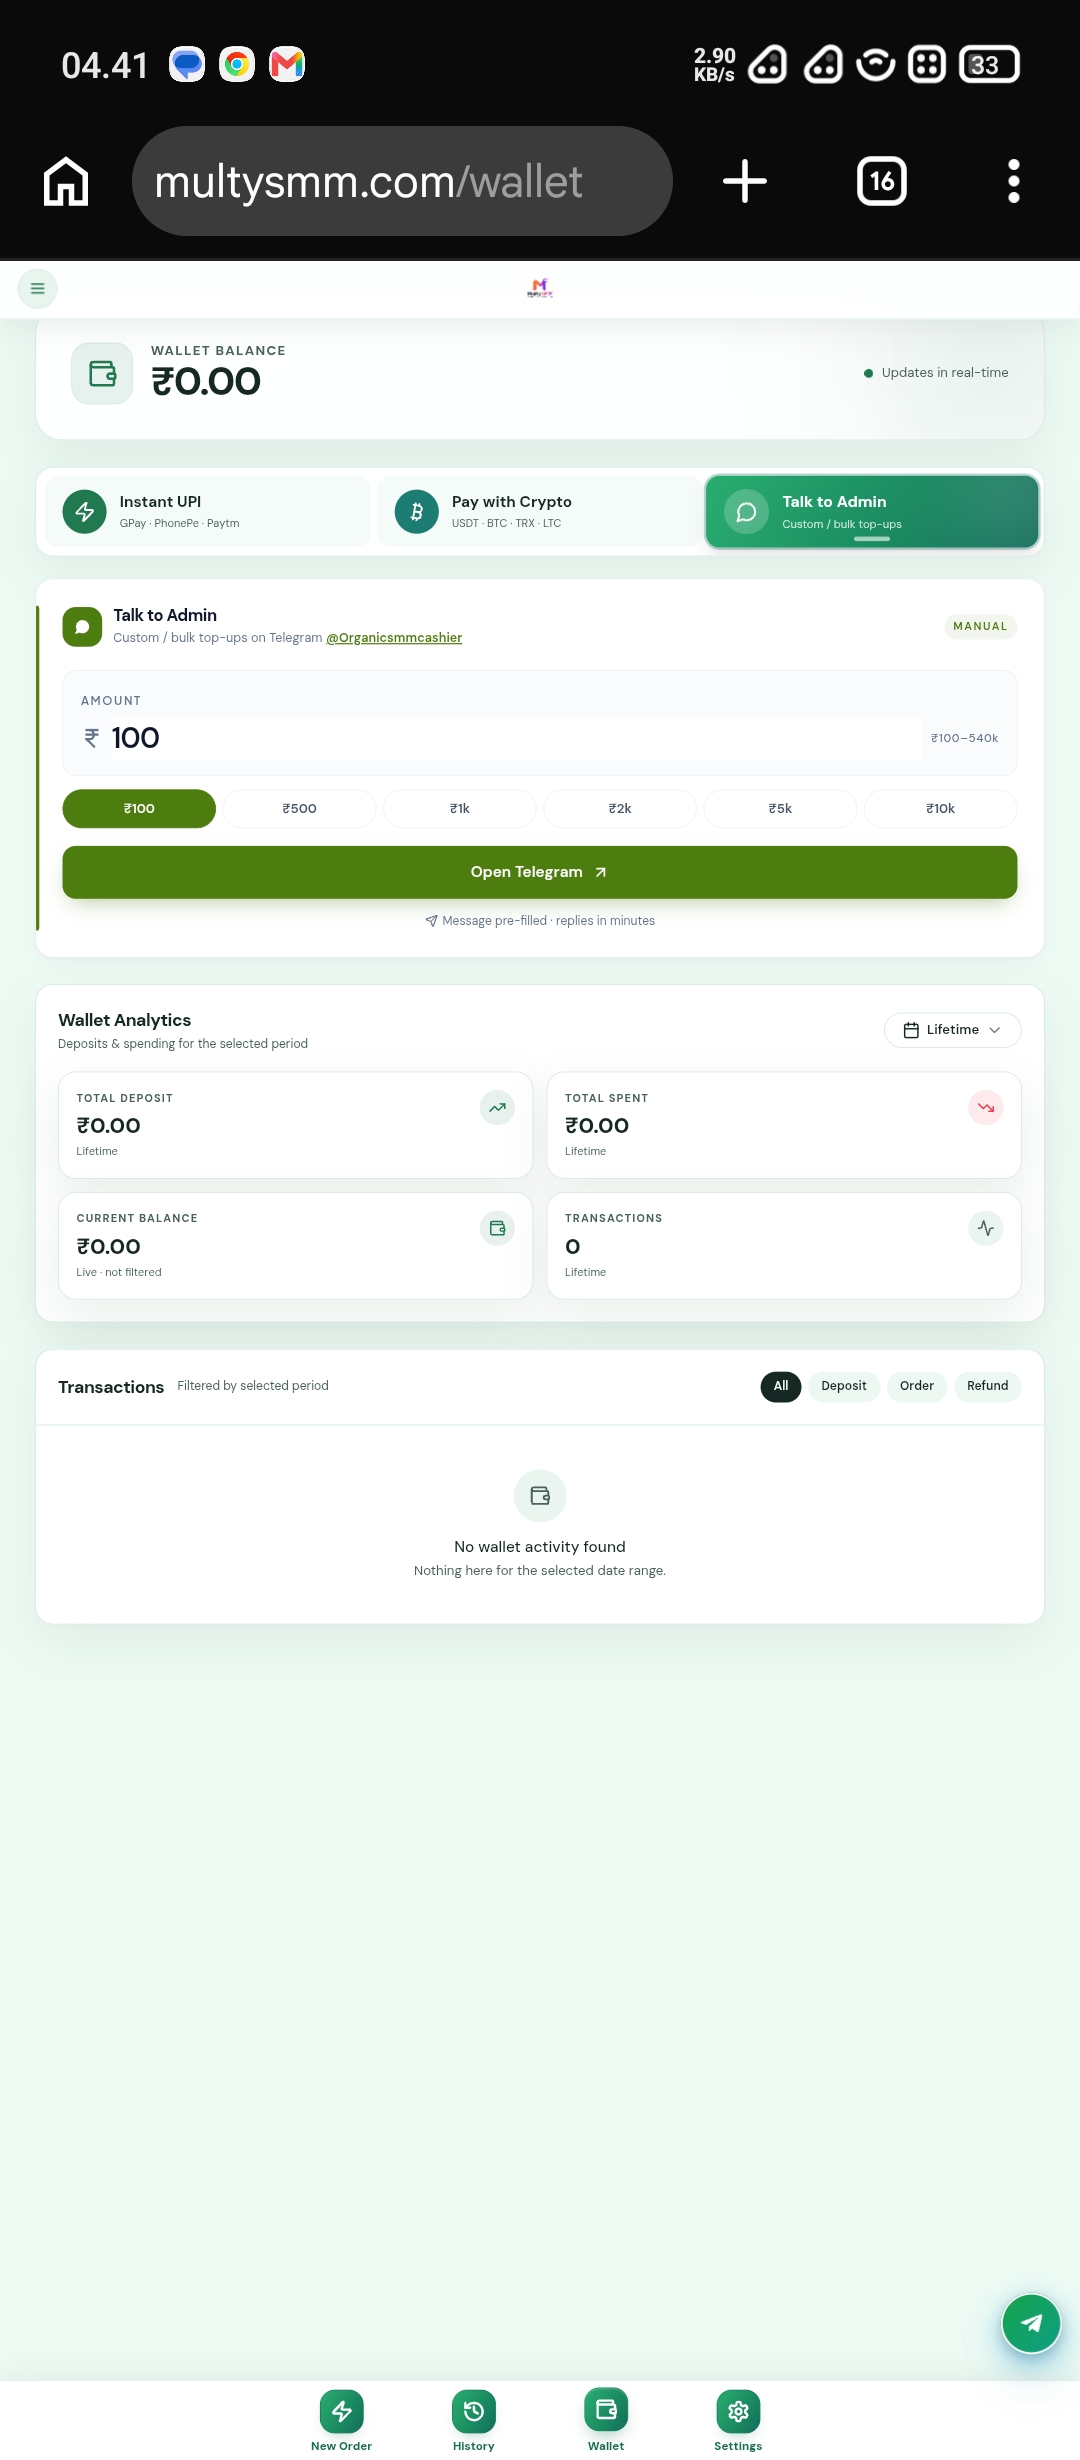 04.41
2.90
KB/s
33
multysmm.com/wallet
16
WALLET BALANCE
₹0.00
Updates in real-time
Instant UPI
GPay · PhonePe · Paytm
Pay with Crypto
USDT · BTC · TRX · LTC
Talk to Admin
Custom / bulk top-ups
Talk to Admin
Custom / bulk top-ups on Telegram @Organicsmmcashier
MANUAL
AMOUNT
₹ 100
₹100–540k
₹100 ₹500 ₹1k ₹2k ₹5k ₹10k
Open Telegram
Message pre-filled · replies in minutes
Wallet Analytics
Deposits & spending for the selected period
Lifetime
TOTAL DEPOSIT
₹0.00
Lifetime
TOTAL SPENT
₹0.00
Lifetime
CURRENT BALANCE
₹0.00
Live · not filtered
TRANSACTIONS
0
Lifetime
Transactions Filtered by selected period
All Deposit Order Refund
No wallet activity found
Nothing here for the selected date range.
New Order History Wallet Settings